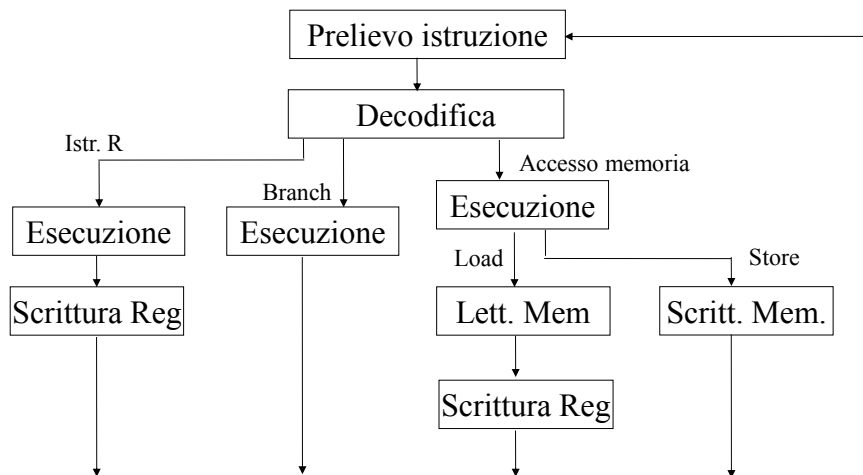 Prelievo istruzione
Decodifica
Istr. R
Branch
Accesso memoria
Esecuzione
Esecuzione
Esecuzione
Load
Store
Scrittura Reg
Lett. Mem
Scritt. Mem.
Scrittura Reg